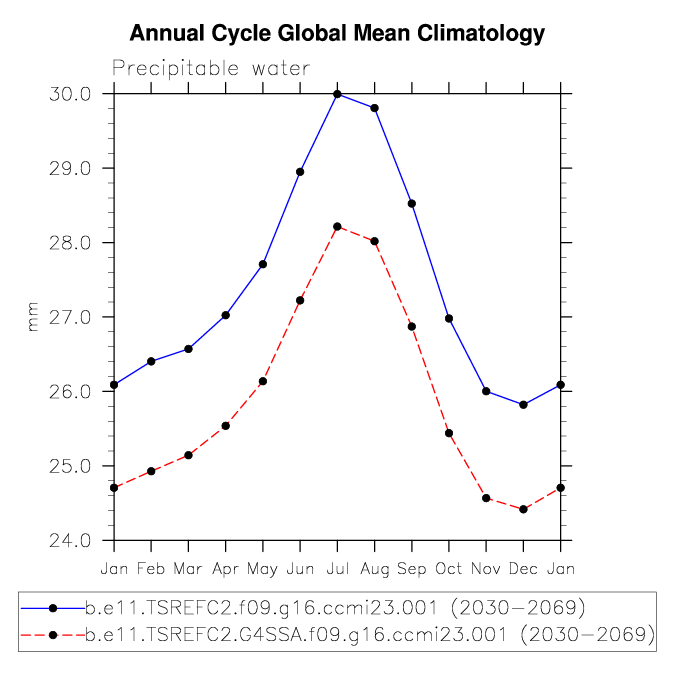 Annual Cycle Global Mean Climatology
Precipitable water
30.0
29.0
28.0
27.0
26.0
25.0
24.0
mm
Jan Feb Mar Apr May Jun Jul Aug Sep Oct Nov Dec Jan
b.e11.TSREFC2.f09.g16.ccmi23.001 (2030-2069)
b.e11.TSREFC2.G4SSA.f09.g16.ccmi23.001 (2030-2069)